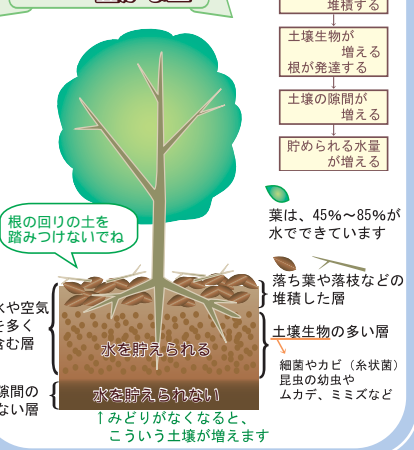 堆積する
↓
土壌生物が
増える
根が発達する
↓
土壌の隙間が
増える
↓
貯められる水量
が増える
葉は、45%～85%が
水でできています
根の回りの土を
踏みつけないでね
落ち葉や落枝などの
堆積した層
水や空気
を多く
含む層
土壌生物の多い層
水を貯えられる
細菌やカビ（糸状菌）
昆虫の幼虫や
ムカデ、ミミズなど
隙間の
ない層
水を貯えられない
↑みどりがなくなると、
こういう土壌が増えます